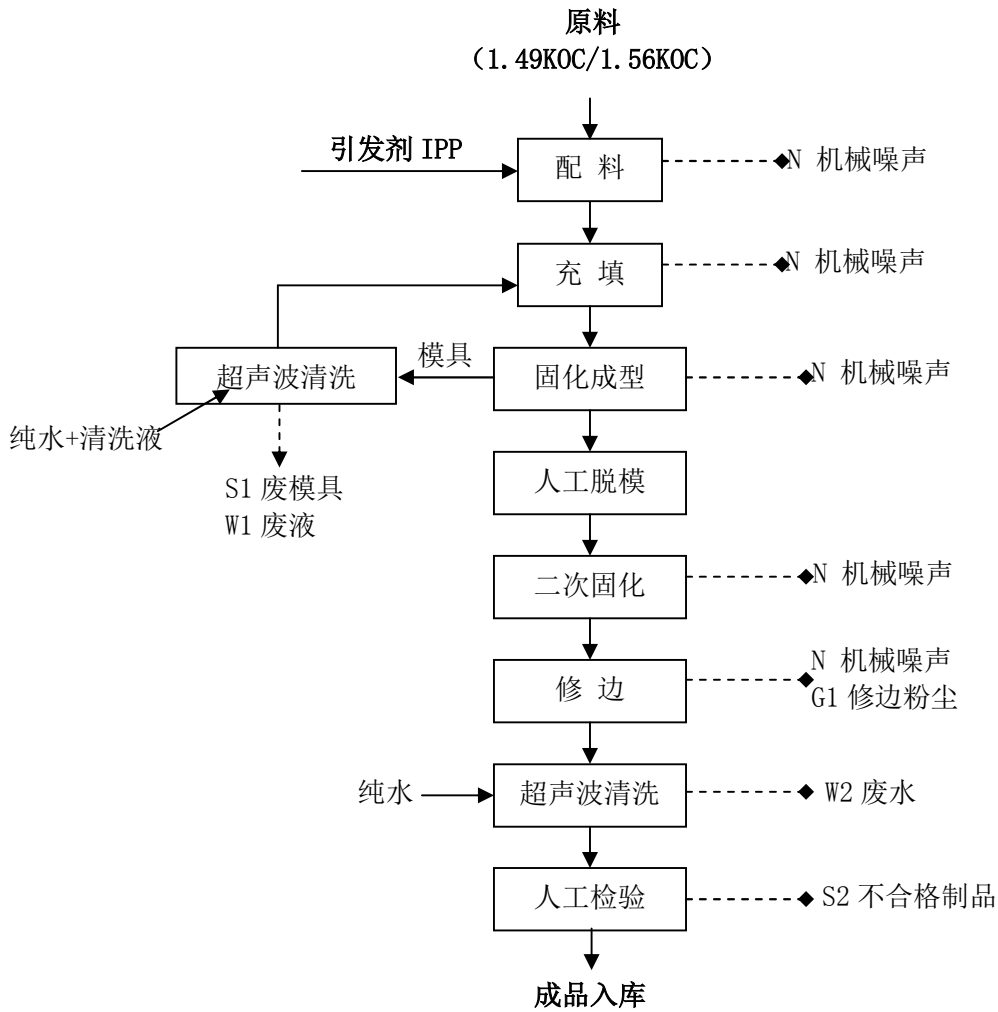 原料
（1.49KOC/1.56KOC）
引发剂 IPP
配 料
N 机械噪声
充 填
N 机械噪声
超声波清洗
模具
固化成型
N 机械噪声
纯水+清洗液
S1 废模具
W1 废液
人工脱模
二次固化
N 机械噪声
修 边
N 机械噪声
G1 修边粉尘
纯水
超声波清洗
W2 废水
人工检验
S2 不合格制品
成品入库